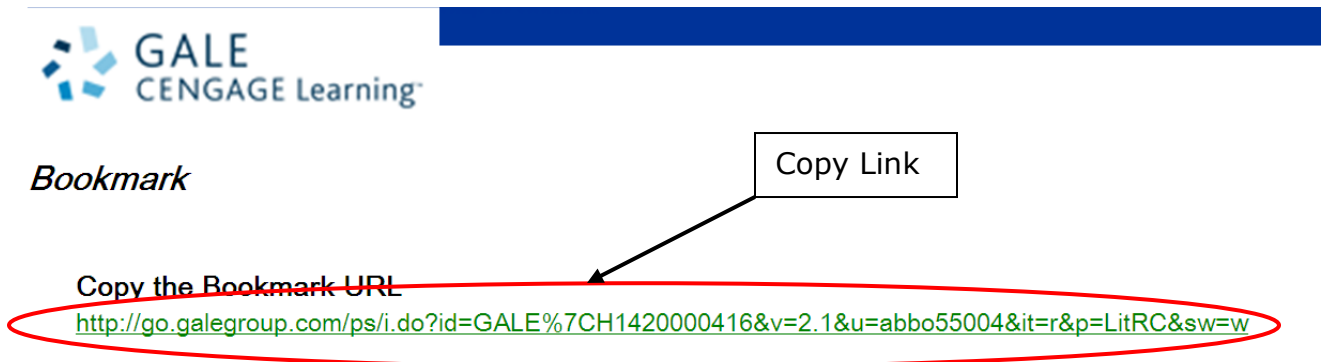 GALE
CENGAGE Learning™
Copy Link
Bookmark
Copy the Bookmark URL
http://go.galegroup.com/ps/i.do?id=GALE%7CH1420000416&v=2.1&u=abbo55004&it=r&p=LitRC&sw=w